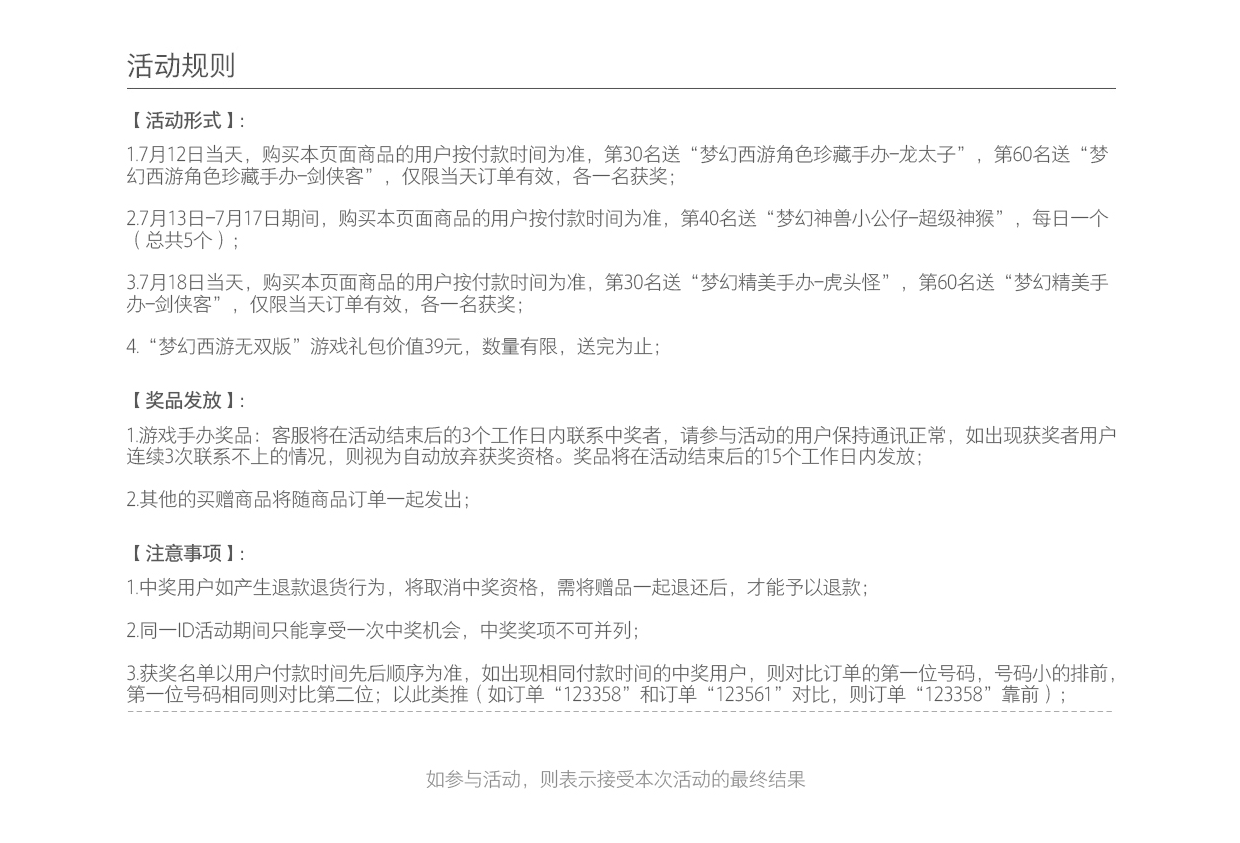 活动规则
【 活动形式 】:
1.7月12日当天，购买本页面商品的用户按付款时间为准，第30名送“梦幻西游角色珍藏手办–龙太子”，第60名送“梦
幻西游角色珍藏手办–剑侠客”，仅限当天订单有效，各一名获奖；
2.7月13日–7月17日期间，购买本页面商品的用户按付款时间为准，第40名送“梦幻神兽小公仔–超级神猴”，每日一个
（ 总共5个 ）;
3.7月18日当天，购买本页面商品的用户按付款时间为准，第30名送“梦幻精美手办–虎头怪”，第60名送“梦幻精美手
办–剑侠客”，仅限当天订单有效，各一名获奖；
4.“梦幻西游无双版”游戏礼包价值39元，数量有限，送完为止；
【 奖品发放 】:
1.游戏手办奖品：客服将在活动结束后的3个工作日内联系中奖者，请参与活动的用户保持通讯正常，如出现获奖者用户
连续3次联系不上的情况，则视为自动放弃获奖资格。奖品将在活动结束后的15个工作日内发放；
2.其他的买赠商品将随商品订单一起发出；
【 注意事项 】:
1.中奖用户如产生退款退货行为，将取消中奖资格，需将赠品一起退还后，才能予以退款；
2.同一ID活动期间只能享受一次中奖机会，中奖奖项不可并列；
3.获奖名单以用户付款时间先后顺序为准，如出现相同付款时间的中奖用户，则对比订单的第一位号码，号码小的排前，
第一位号码相同则对比第二位；以此类推（ 如订单“123358”和订单“123561”对比，则订单“123358”靠前 ）;
如参与活动，则表示接受本次活动的最终结果